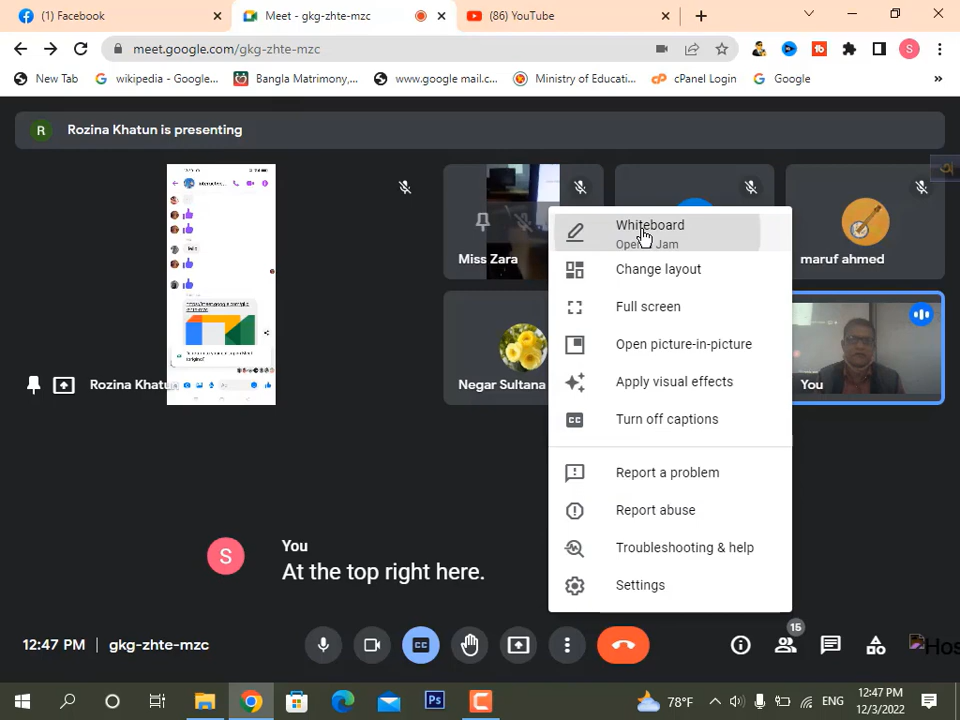 (1) Facebook
Meet - gkg-zhte-mzc
(86) YouTube
meet.google.com/gkg-zhte-mzc
S
New Tab
wikipedia - Google...
Bangla Matrimony,...
www.google mail.c...
Ministry of Educati...
cPanel Login
Google
»
R
Rozina Khatun is presenting
Miss Zara
maruf ahmed
Rozina Khatu
Negar Sultana
You
Whiteboard
Jam
Change layout
Full screen
Open picture-in-picture
Apply visual effects
Turn off captions
Report a problem
Report abuse
Troubleshooting & help
Settings
S
You
At the top right here.
12:47 PM
gkg-zhte-mzc
CC
15
Hos
Ps
78°F
ENG
12:47 PM
12/3/2022